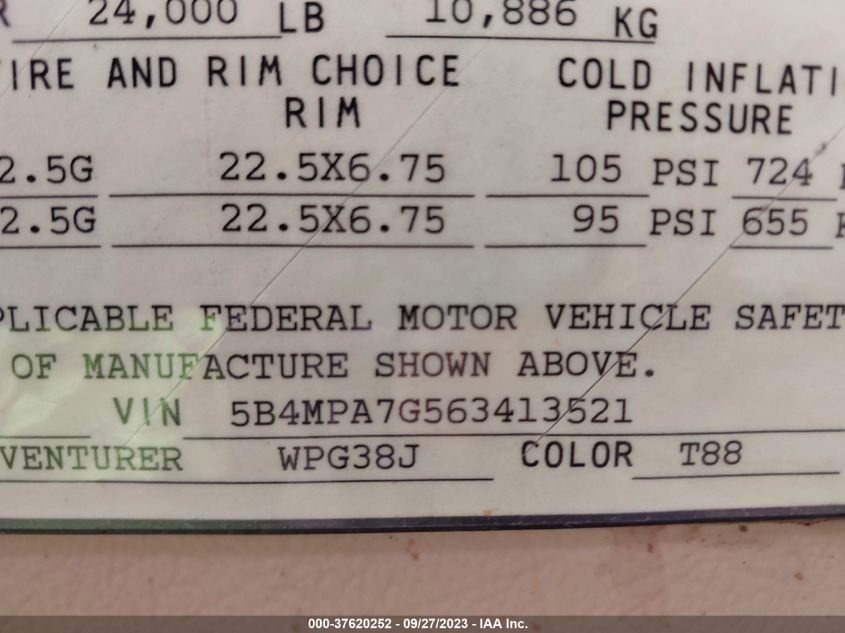 R 24,000 LB 10,886 KG
TIRE AND RIM CHOICE COLD INFLATI
RIM PRESSURE
2.5G 22.5X6.75 105 PSI 724
2.5G 22.5X6.75 95 PSI 655 K
PLICABLE FEDERAL MOTOR VEHICLE SAFET
OF MANUFACTURE SHOWN ABOVE.
VIN 5B4MPA7G563413521
VENTURER WPG38J COLOR T88
000-37620252 - 09/27/2023 - IAA Inc.